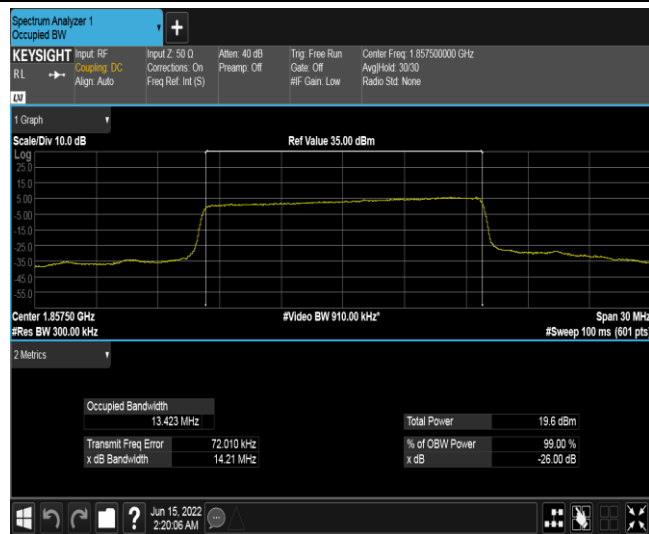 Spectrum Analyzer 1
Occupied BW
+
KEYSIGHT Input: RF Input Z: 50 Ω Atten: 40 dB Trig: Free Run Center Freq: 1.857500000 GHz
RL Coupling: DC Corrections: On Preamp: Off Gate: Off Avg|Hold: 30/30
Align: Auto Freq Ref: Int (S) #IF Gain: Low Radio Std: None
LXI
1 Graph
Scale/Div 10.0 dB Ref Value 35.00 dBm
Log
25.0
15.0
5.00
-5.00
-15.0
-25.0
-35.0
-45.0
-55.0
Center 1.85750 GHz #Video BW 910.00 kHz* Span 30 MHz
#Res BW 300.00 kHz #Sweep 100 ms (601 pts)
2 Metrics
Occupied Bandwidth
13.423 MHz Total Power 19.6 dBm
Transmit Freq Error 72.010 kHz % of OBW Power 99.00 %
x dB Bandwidth 14.21 MHz x dB -26.00 dB
? Jun 15, 2022
2:20:06 AM